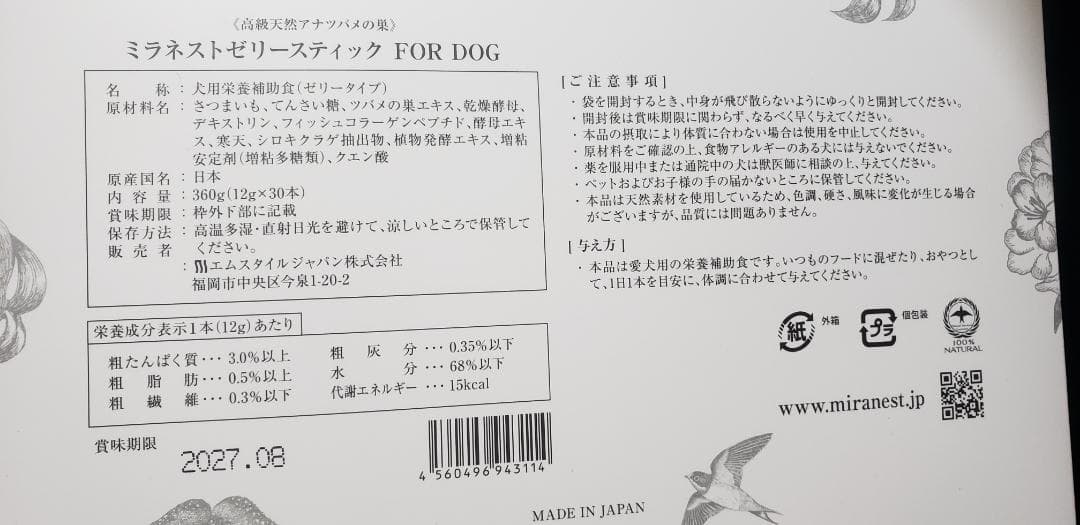 《高級天然アナツバメの巣》
ミラネストゼリースティック FOR DOG
名称：犬用栄養補助食(ゼリータイプ)
原材料名：さつまいも、てんさい糖、ツバメの巣エキス、乾燥酵母、
デキストリン、フィッシュコラーゲンペプチド、酵母エキ
ス、寒天、シロキクラゲ抽出物、植物発酵エキス、増粘
安定剤(増粘多糖類)、クエン酸
原産国名：日本
内容量：360g(12g×30本)
賞味期限：枠外下部に記載
保存方法：高温多湿・直射日光を避けて、涼しいところで保管して
ください。
販売者：エムスタイルジャパン株式会社
福岡市中央区今泉1-20-2
栄養成分表示1本(12g)あたり
粗たんぱく質・・・3.0%以上
粗脂肪・・・0.5%以上
粗繊維・・・0.3%以下
粗灰分・・・0.35%以下
水分・・・68%以下
代謝エネルギー・・・15kcal
賞味期限
2027.08
4 560496 943114
[ご注意事項]
・袋を開封するとき、中身が飛び散らないようにゆっくりと開封してください。
・開封後は賞味期限に関わらず、なるべく早く与えてください。
・本品の摂取により体質に合わない場合は使用を中止してください。
・原材料をご確認の上、食物アレルギーのある犬には与えないでください。
・薬を服用中または通院中の犬は獣医師に相談の上、与えてください。
・ペットおよびお子様の手の届かないところに保管してください。
・本品は天然素材を使用しているため、色調、硬さ、風味に変化が生じる場合
がございますが、品質には問題ありません。
[与え方]
・本品は愛犬用の栄養補助食です。いつものフードに混ぜたり、おやつとし
て、1日1本を目安に、体調に合わせて与えてください。
紙
外箱
プラ
個包装
100%
NATURAL
www.miranest.jp
MADE IN JAPAN